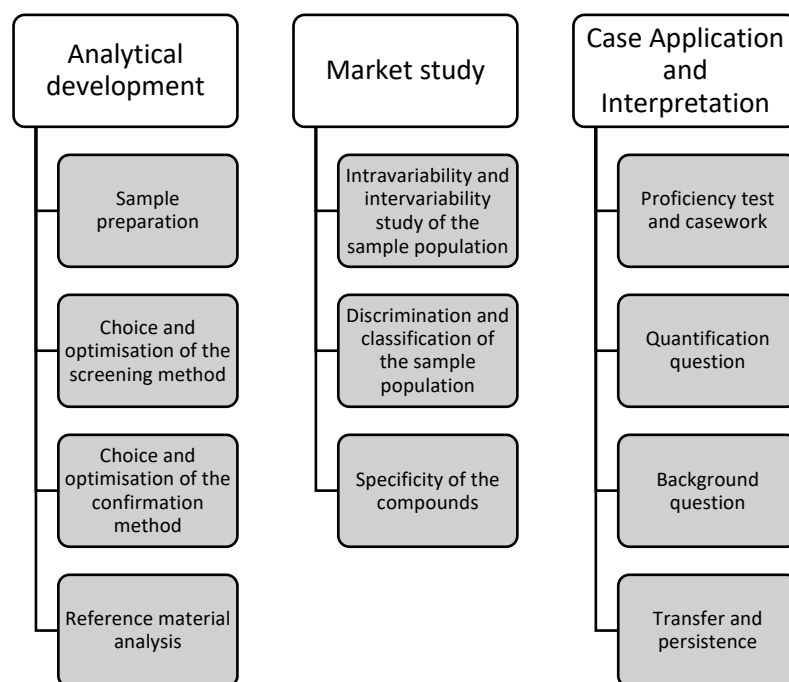 Analytical
development
Sample
preparation
Choice and
optimisation of the
screening method
Choice and
optimisation of the
confirmation
method
Reference material
analysis
Market study
Intravariability and
intervariability
study of the
sample population
Discrimination and
classification of
the sample
population
Specificity of the
compounds
Case Application
and
Interpretation
Proficiency test
and casework
Quantification
question
Background
question
Transfer and
persistence